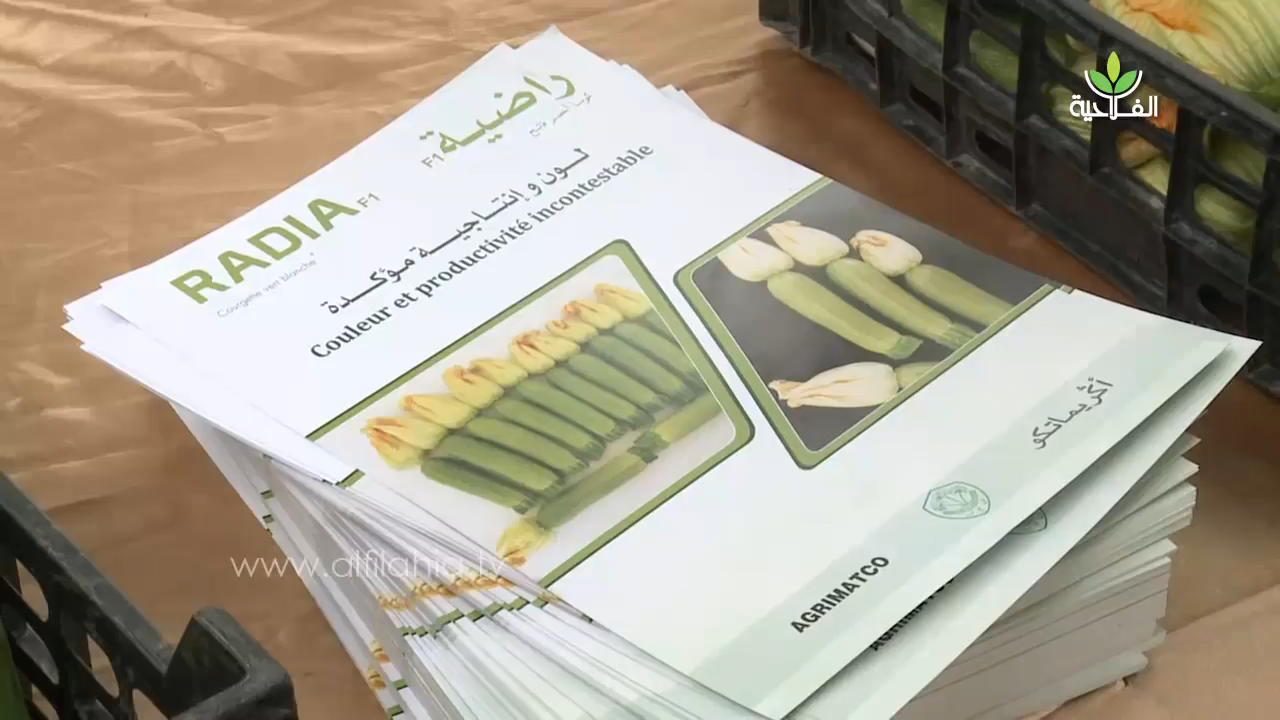 الفلاحية
RADIA F1
Courgette vert blanche
راضية F1
لون و إنتاجية مؤكدة
Couleur et productivité incontestable
أگريماتكو
AGRIMATCO
www.alfilahia.tv